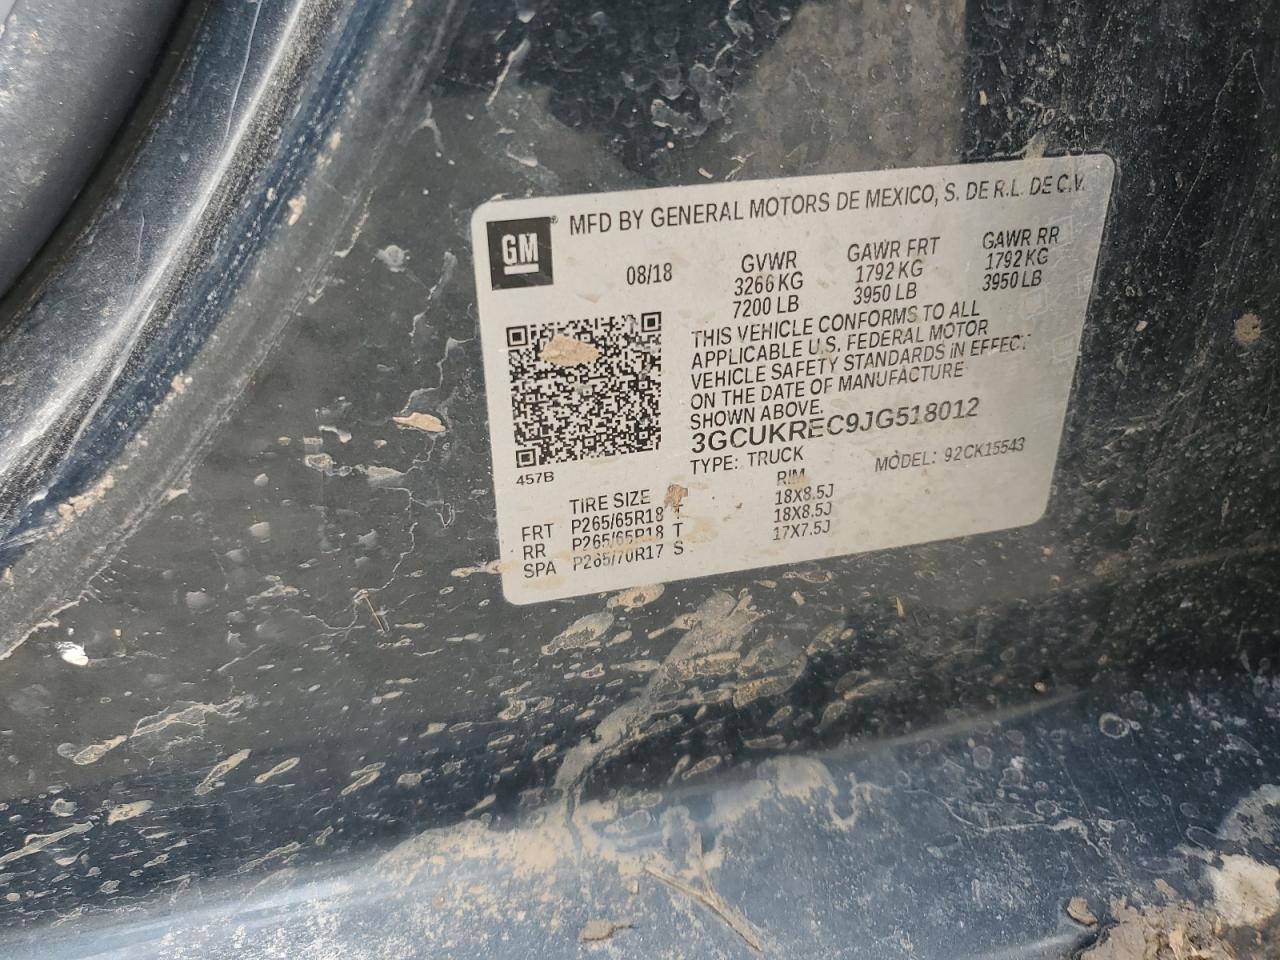 GM
MFD BY GENERAL MOTORS DE MEXICO, S. DE R.L. DE C.V.
08/18 GVWR GAWR FRT GAWR RR
3266 KG 1792 KG 1792 KG
7200 LB 3950 LB 3950 LB
THIS VEHICLE CONFORMS TO ALL
APPLICABLE U.S. FEDERAL MOTOR
VEHICLE SAFETY STANDARDS IN EFFECT
ON THE DATE OF MANUFACTURE
SHOWN ABOVE.
3GCUKREC9JG518012
TYPE: TRUCK MODEL: 92CK15543
457B
TIRE SIZE RIM
FRT P265/65R18 T 18X8.5J
RR P265/65R18 T 18X8.5J
SPA P265/70R17 S 17X7.5J